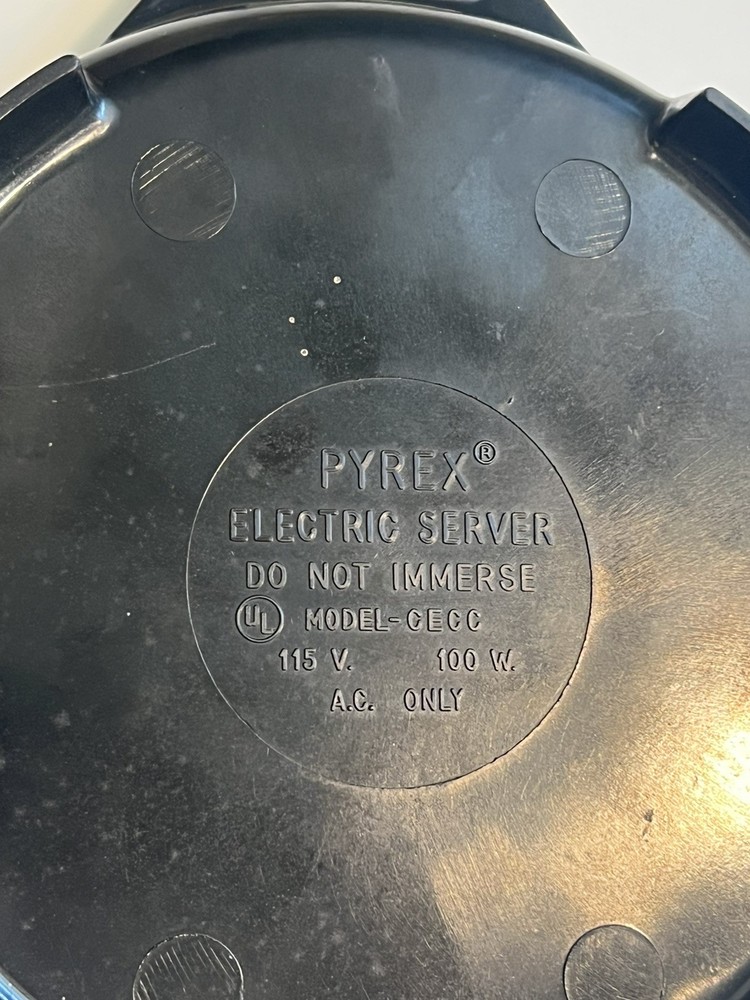 PYREX®
ELECTRIC SERVER
DO NOT IMMERSE
UL MODEL-CECC
115 V. 100 W.
A.C. ONLY